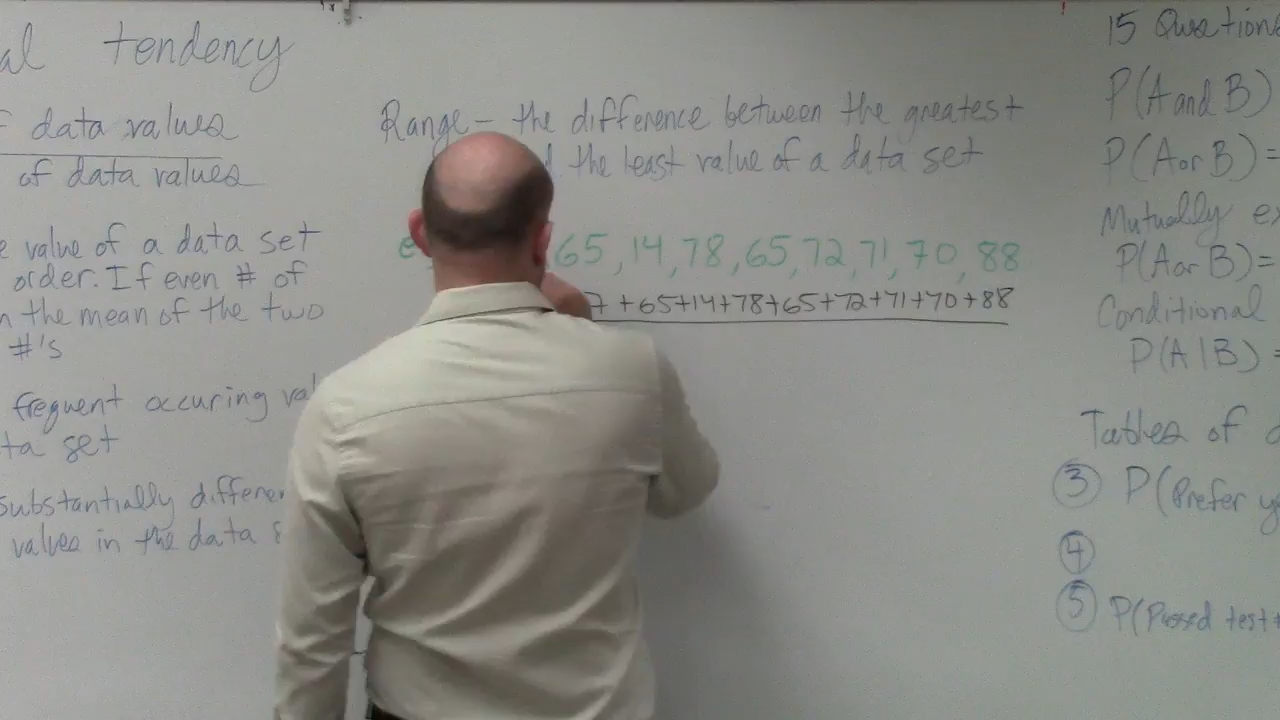 al tendency
data values
of data values
e value of a data set
order. If even # of
n the mean of the two
#'s
frequent occuring val
ta set
substantially differen
values in the data s
Range - the difference between the greatest
d the least value of a data set
e 65, 14, 78, 65, 72, 71, 70, 88
7 + 65 + 14 + 78 + 65 + 72 + 71 + 70 + 88
15 Questions
P(A and B)
P(A or B) =
Mutually ex
P(A or B) =
Conditional
P(A | B) =
Tables of
③ P(Prefer y
④
⑤ P(Passed test